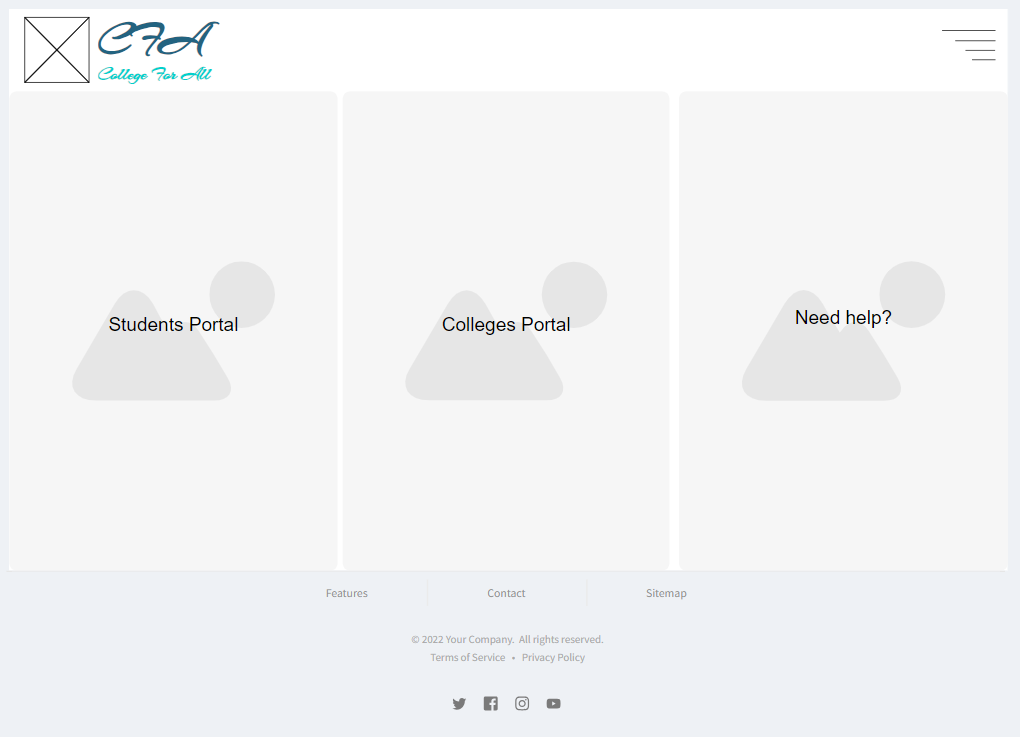 CFA
College For All
Students Portal
Colleges Portal
Need help?
Features
Contact
Sitemap
© 2022 Your Company. All rights reserved.
Terms of Service • Privacy Policy